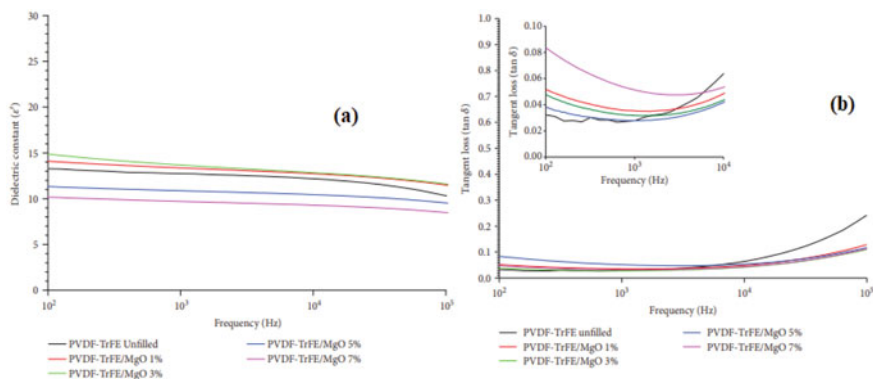 30
25
20
15
10
5
0
Dielectric constant (ε')
(a)
10² 10³ 10⁴ 10⁵
Frequency (Hz)
PVDF-TrFE Unfilled
PVDF-TrFE/MgO 1%
PVDF-TrFE/MgO 3%
PVDF-TrFE/MgO 5%
PVDF-TrFE/MgO 7%
1.0
0.9
0.8
0.7
0.6
0.5
0.4
0.3
0.2
0.1
0.0
Tangent loss (tan δ)
0.10
0.08
0.06
0.04
0.02
0.00
Tangent loss (tan δ)
10² 10³ 10⁴
Frequency (Hz)
(b)
10² 10³ 10⁴ 10⁵
Frequency (Hz)
PVDF-TrFE unfilled
PVDF-TrFE/MgO 1%
PVDF-TrFE/MgO 3%
PVDF-TrFE/MgO 5%
PVDF-TrFE/MgO 7%